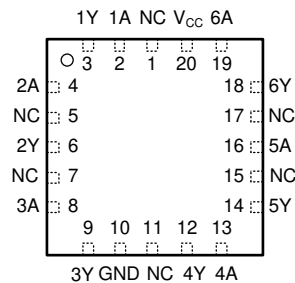 1Y 1A NC VCC 6A
3 2 1 20 19
2A 4 18 6Y
NC 5 17 NC
2Y 6 16 5A
NC 7 15 NC
3A 8 14 5Y
9 10 11 12 13
3Y GND NC 4Y 4A